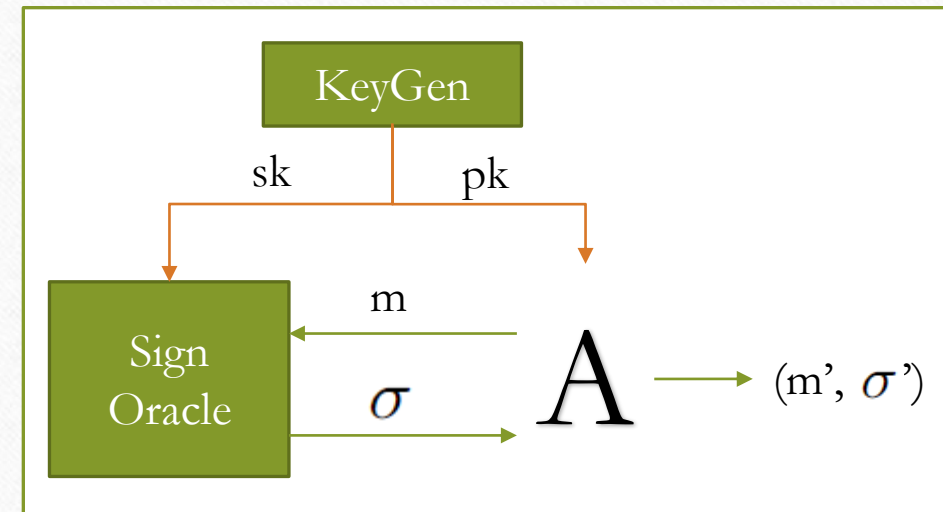 KeyGen
sk
pk
m
Sign
Oracle
σ
A
(m’, σ’)